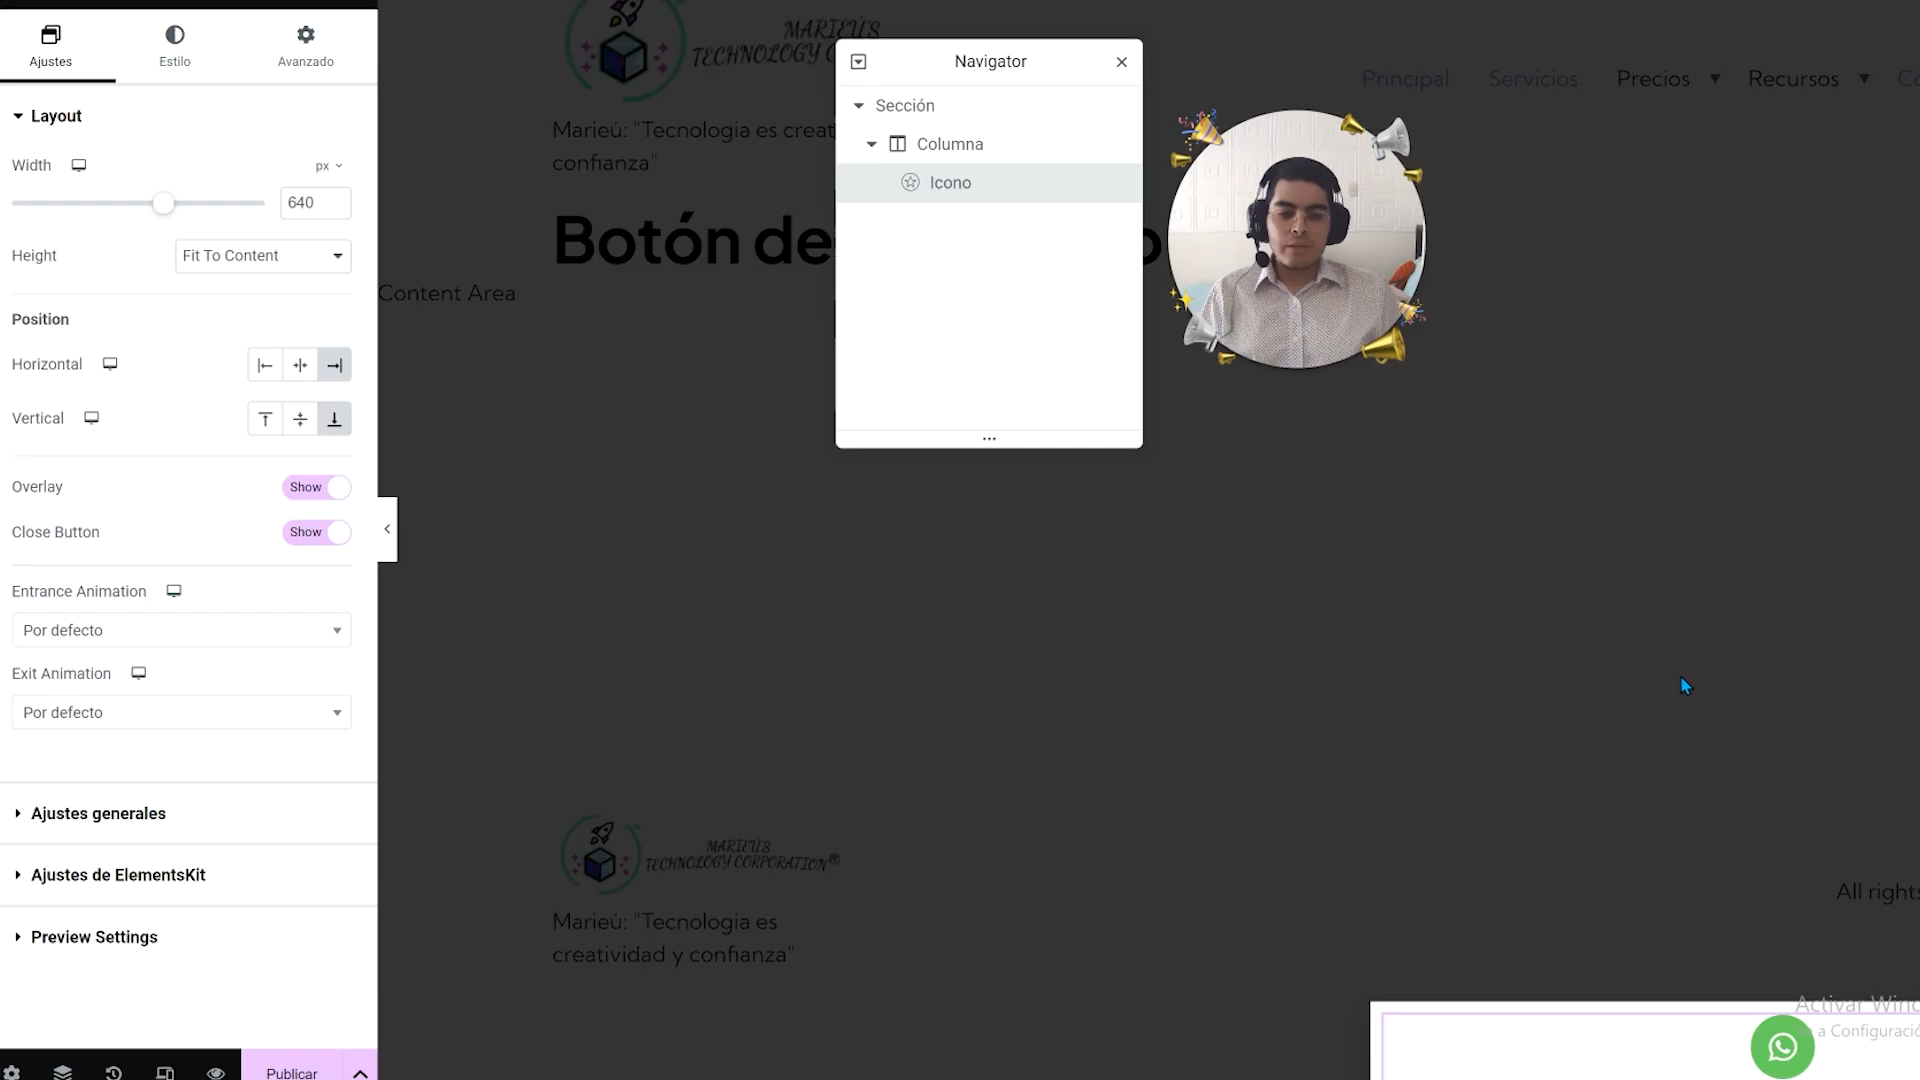 Ajustes
Estilo
Avanzado
Layout
Width
px
640
Height
Fit To Content
Position
Horizontal
Vertical
Overlay
Show
Close Button
Show
Entrance Animation
Por defecto
Exit Animation
Por defecto
Ajustes generales
Ajustes de ElementsKit
Preview Settings
Publicar
MARIEÚS
TECHNOLOGY C
Marieú: "Tecnologia es creat
confianza"
Botón de
Content Area
Navigator
Sección
Columna
Icono
Principal
Servicios
Precios
Recursos
Co
MARIEÚS
TECHNOLOGY CORPORATION®
Marieú: "Tecnologia es
creatividad y confianza"
All rights
Activar Wind
a Configuració